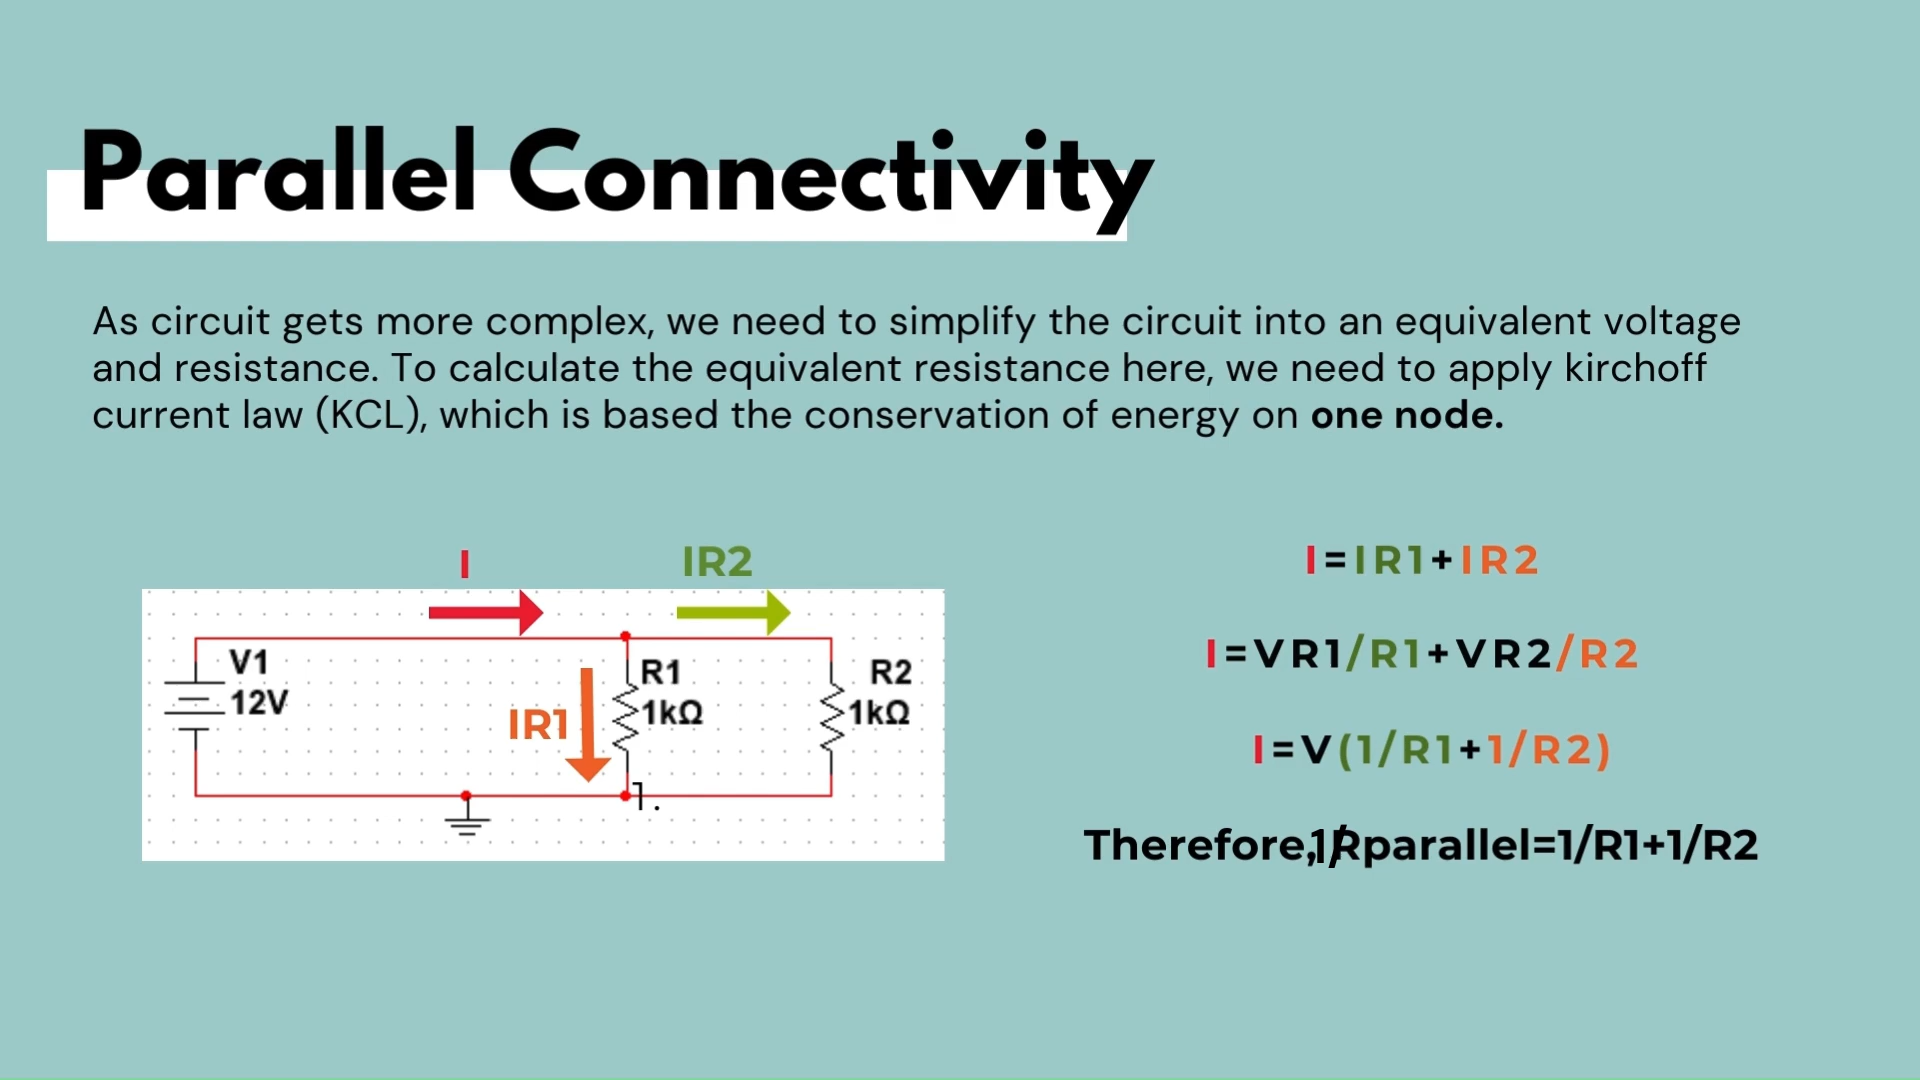 Parallel Connectivity
As circuit gets more complex, we need to simplify the circuit into an equivalent voltage
and resistance. To calculate the equivalent resistance here, we need to apply kirchoff
current law (KCL), which is based the conservation of energy on one node.
I
IR2
V1
12V
IR1
R1
1kΩ
R2
1kΩ
1.
I=IR1+IR2
I=VR1/R1+VR2/R2
I=V(1/R1+1/R2)
Therefore,1/Rparallel=1/R1+1/R2